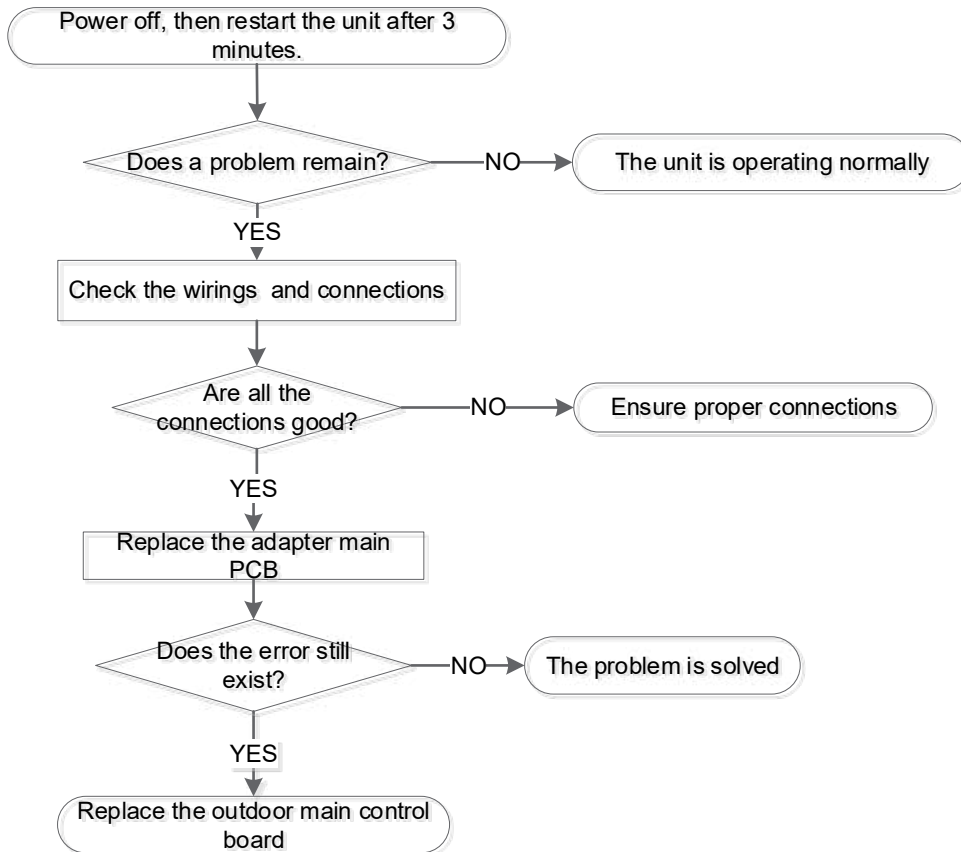 Power off, then restart the unit after 3
minutes.
Does a problem remain?
NO
The unit is operating normally
YES
Check the wirings  and connections
Are all the
connections good?
NO
Ensure proper connections
YES
Replace the adapter main
PCB
Does the error still
exist?
NO
The problem is solved
YES
Replace the outdoor main control
board